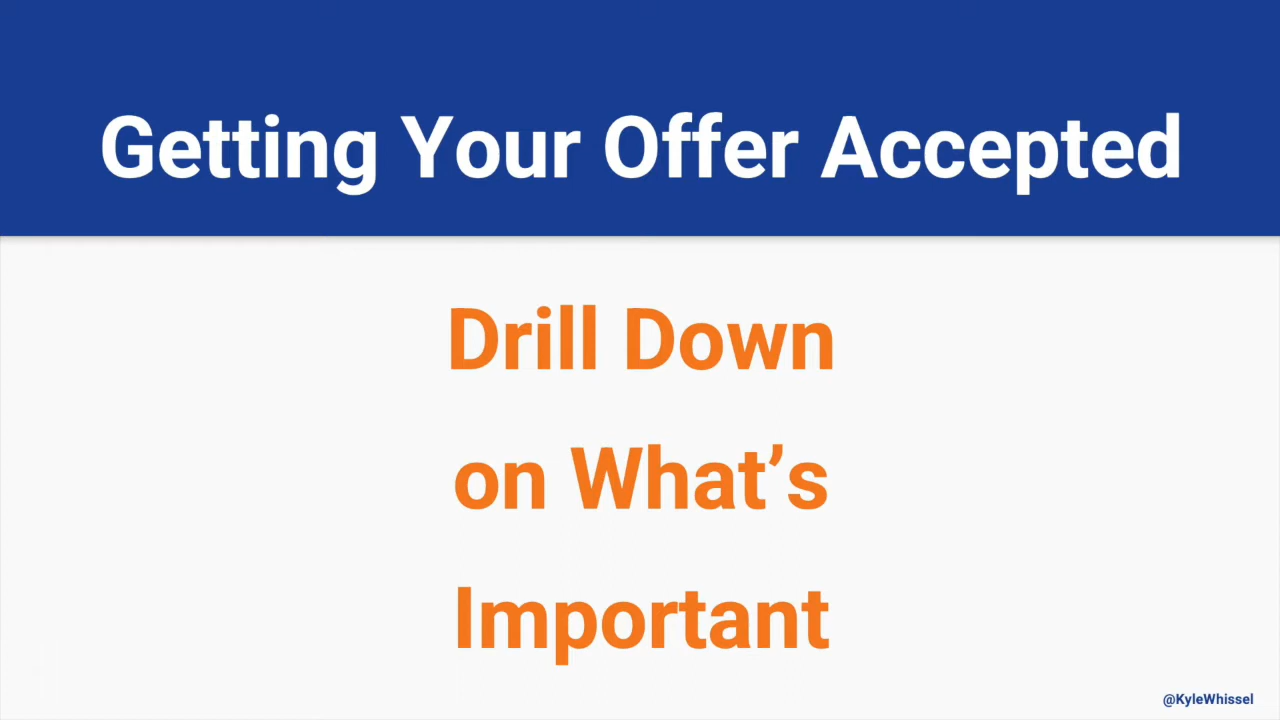 Getting Your Offer Accepted
Drill Down
on What’s
Important
@KyleWhissel